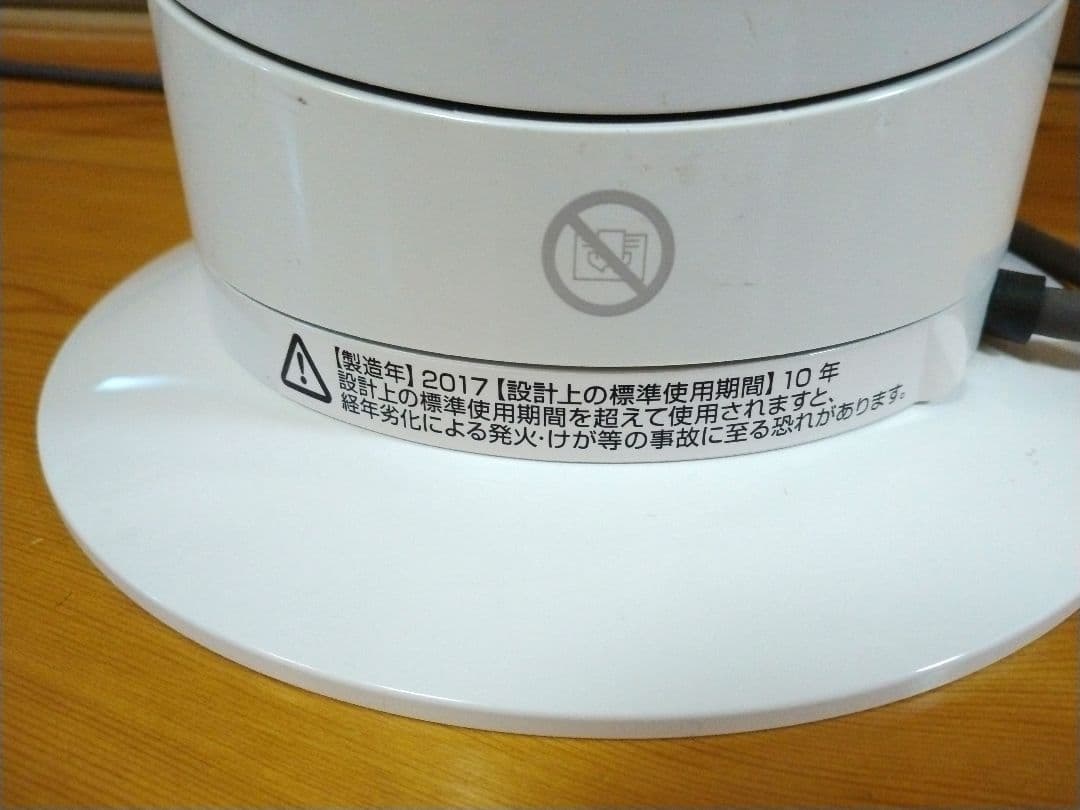 【製造年】2017【設計上の標準使用期間】10年
設計上の標準使用期間を超えて使用されますと、
経年劣化による発火・けが等の事故に至る恐れがあります。